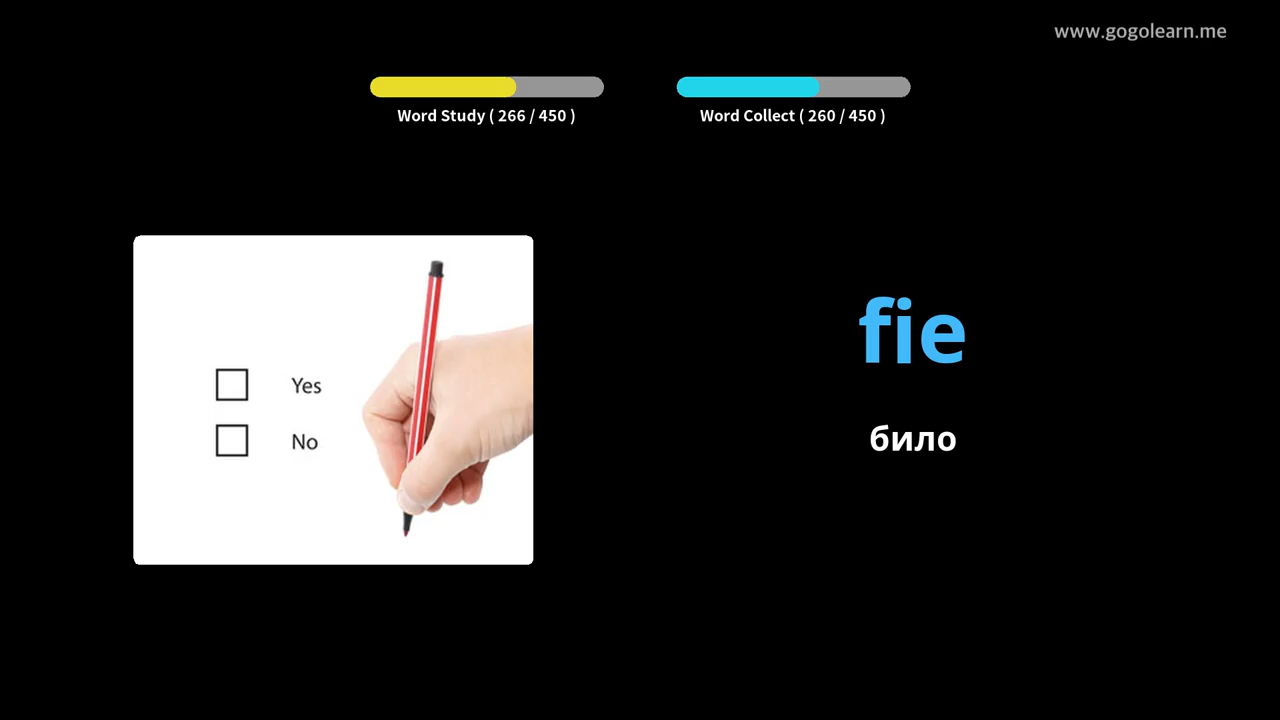 www.gogolearn.me
Word Study ( 266 / 450 )
Word Collect ( 260 / 450 )
Yes
No
fie
било